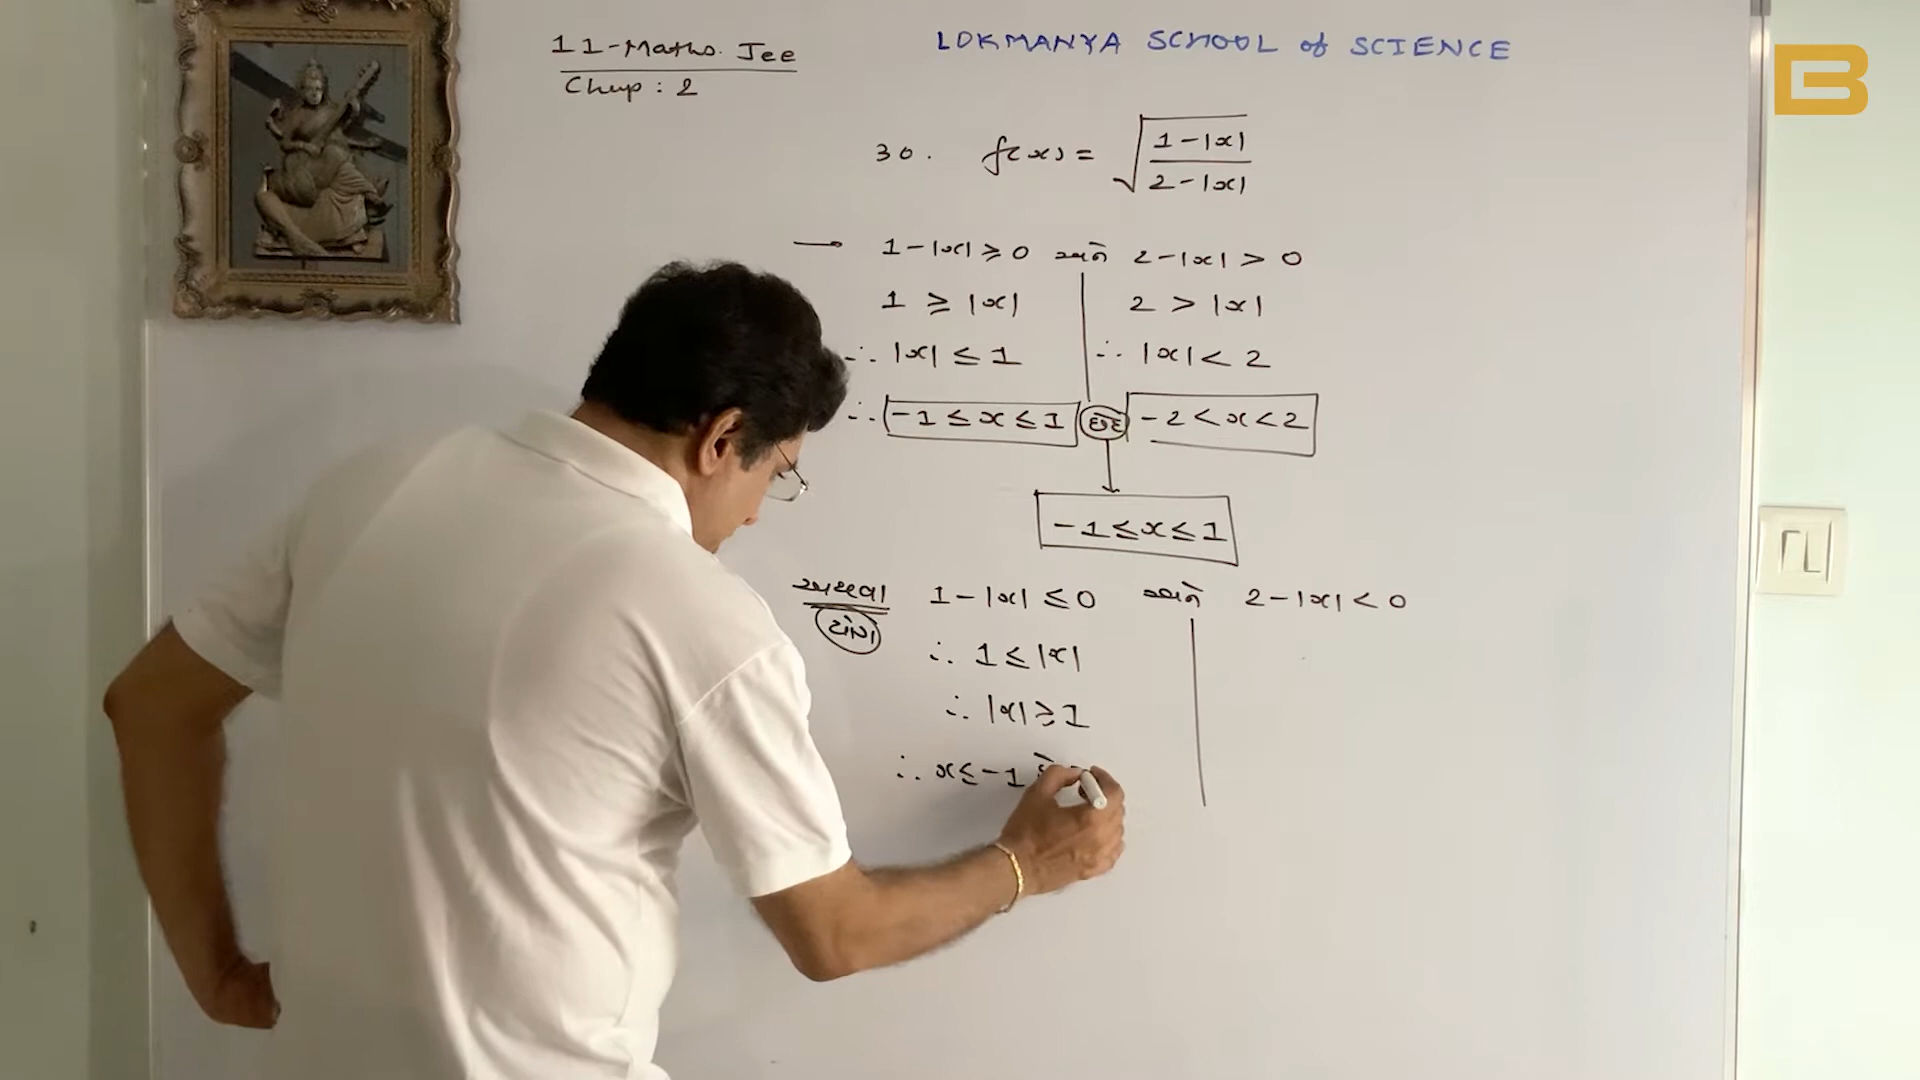 11-Maths. Jee
Chap : 2
LOKMANYA SCHOOL of SCIENCE
30. f(x) = √((1-|x|)/(2-|x|))
→ 1-|x| ≥ 0 અને 2-|x| > 0
1 ≥ |x| 2 > |x|
∴ |x| ≤ 1 ∴ |x| < 2
∴ -1 ≤ x ≤ 1 છેદ -2 < x < 2
-1 ≤ x ≤ 1
અથવા 1-|x| ≤ 0 અને 2-|x| < 0
યોગ
∴ 1 ≤ |x|
∴ |x| ≥ 1
∴ x ≤ -1